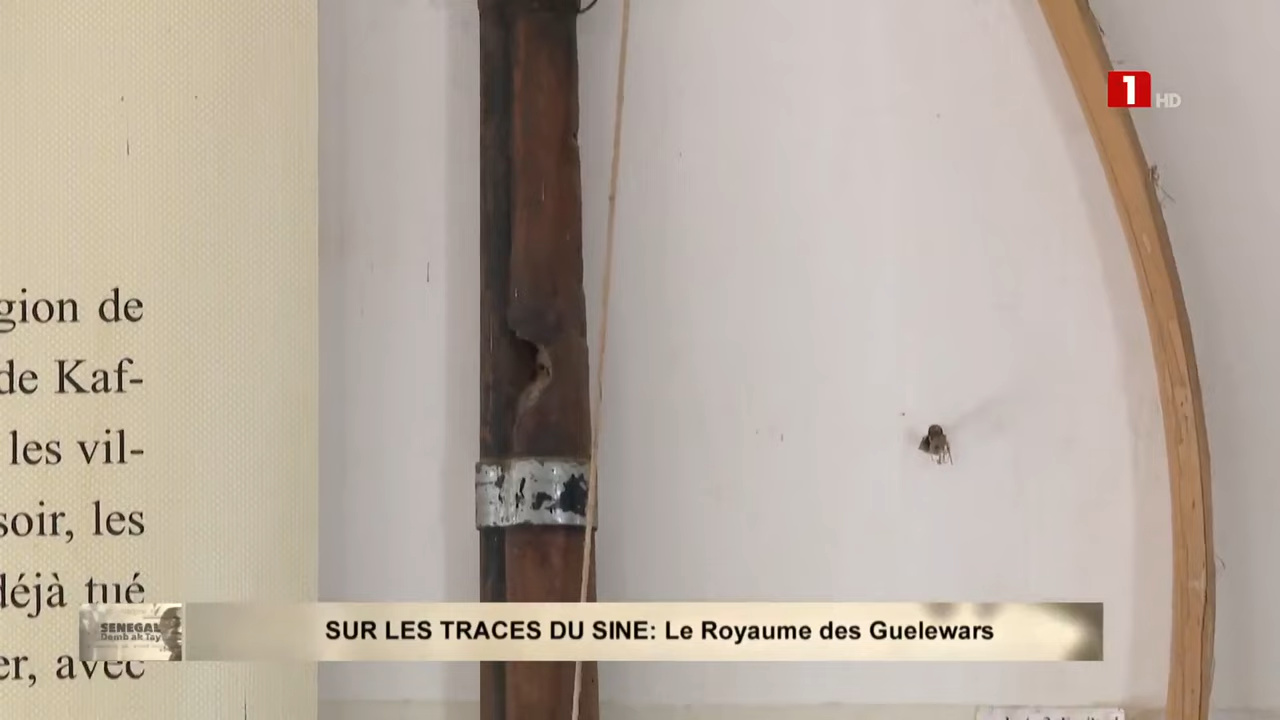 1 HD
gion de
de Kaf-
les vil-
soir, les
déjà tué
er, avec
SENEGAL
Demb ak Tay
SUR LES TRACES DU SINE: Le Royaume des Guelewars